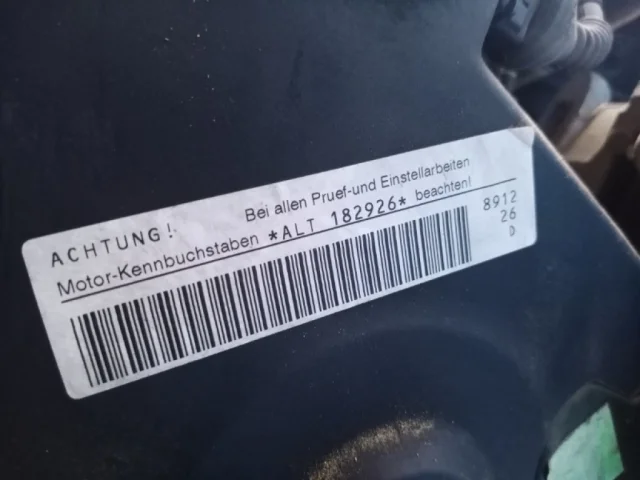 ACHTUNG! Bei allen Pruef-und Einstellarbeiten
Motor-Kennbuchstaben *ALT 182926* beachten!
8912
26
D